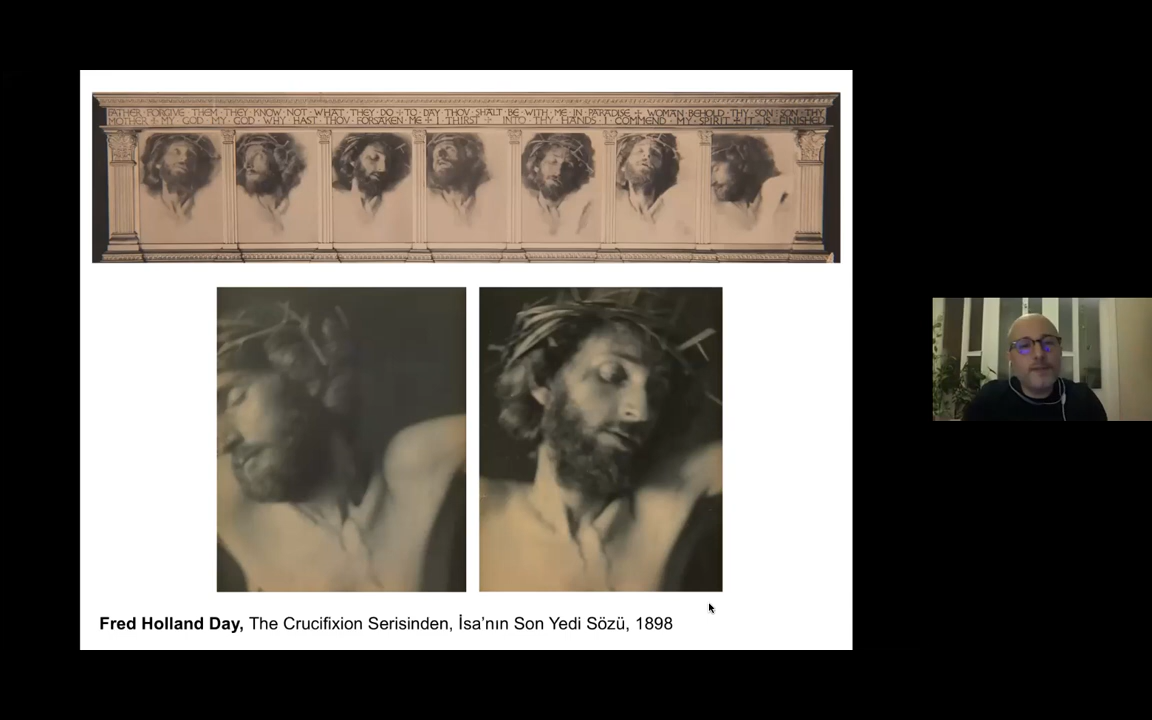 FATHER FORGIVE THEM THEY KNOW NOT WHAT THEY DO + TO DAY THOV SHALT BE WITH ME IN PARADISE + WOMAN BEHOLD THY SON SON THY
MOTHER + MY GOD MY GOD WHY HAST THOV FORSAKEN ME + I THIRST + INTO THY HANDS I COMMEND MY SPIRIT + IT IS FINISHED
Fred Holland Day, The Crucifixion Serisinden, İsa’nın Son Yedi Sözü, 1898